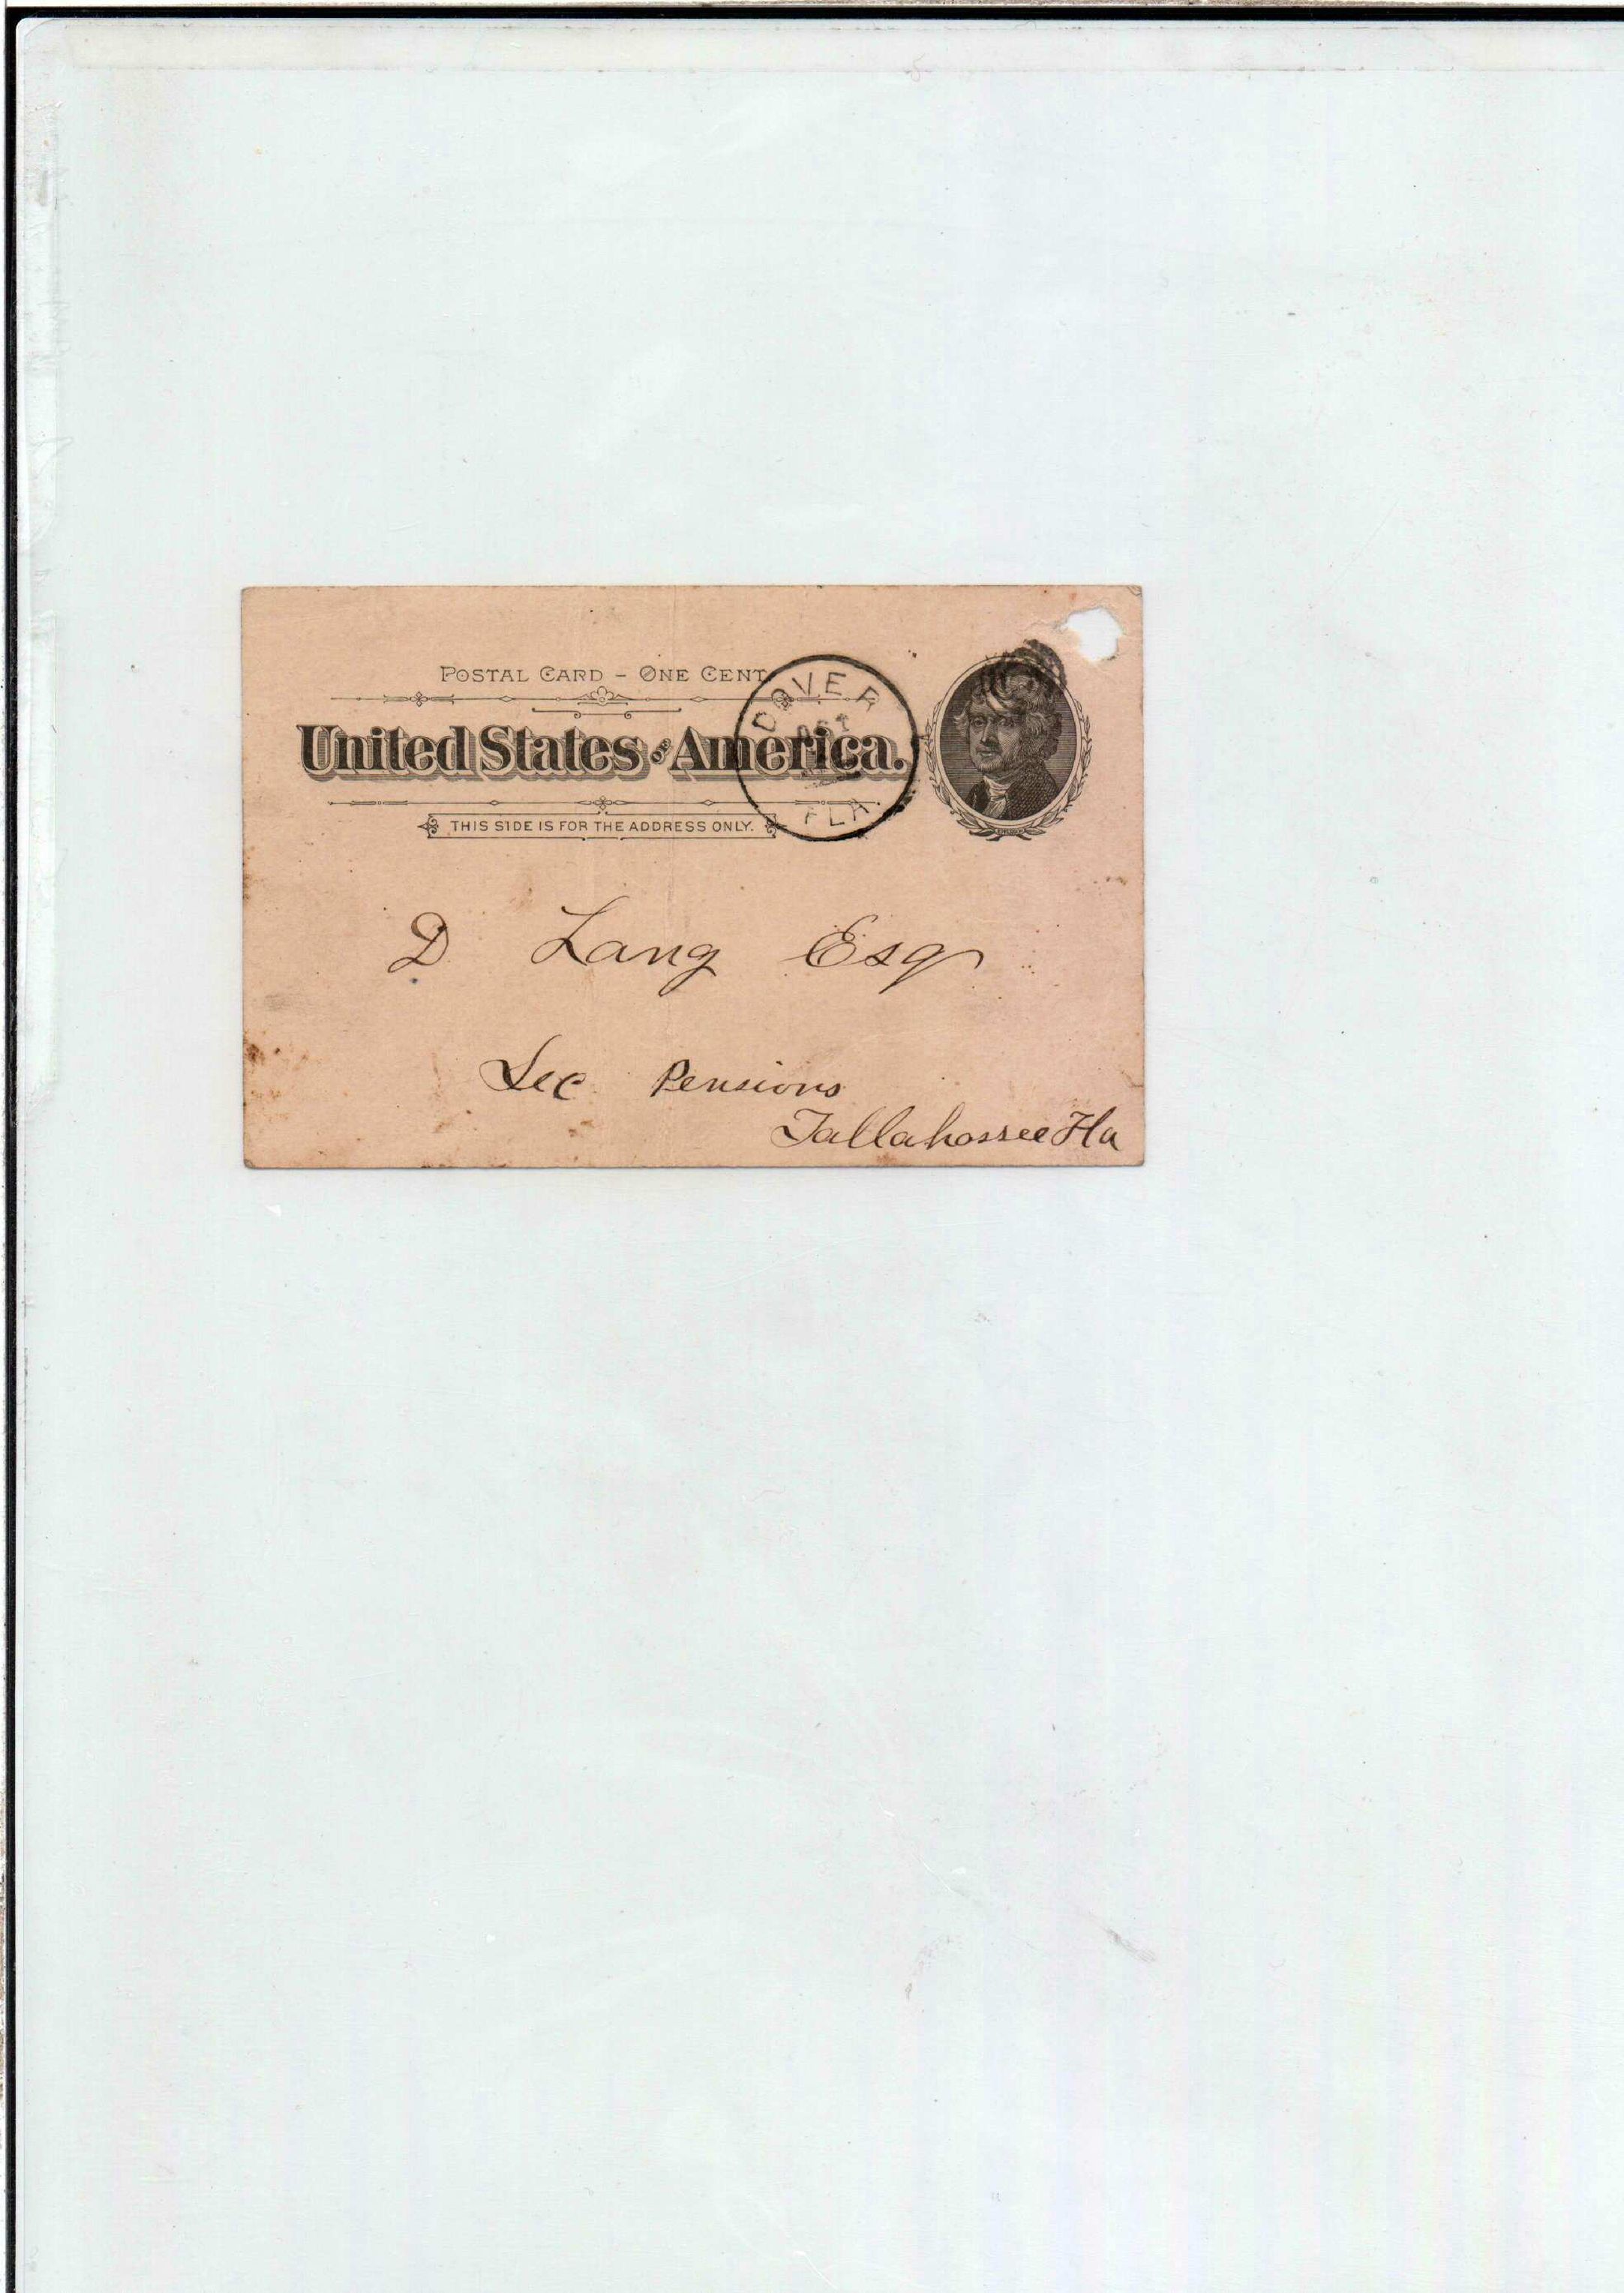 POSTAL CARD - ONE CENT
United States of America.
THIS SIDE IS FOR THE ADDRESS ONLY.
DOVER
FLA
D Lang Esq
Sec Pensions
Tallahassee Fla